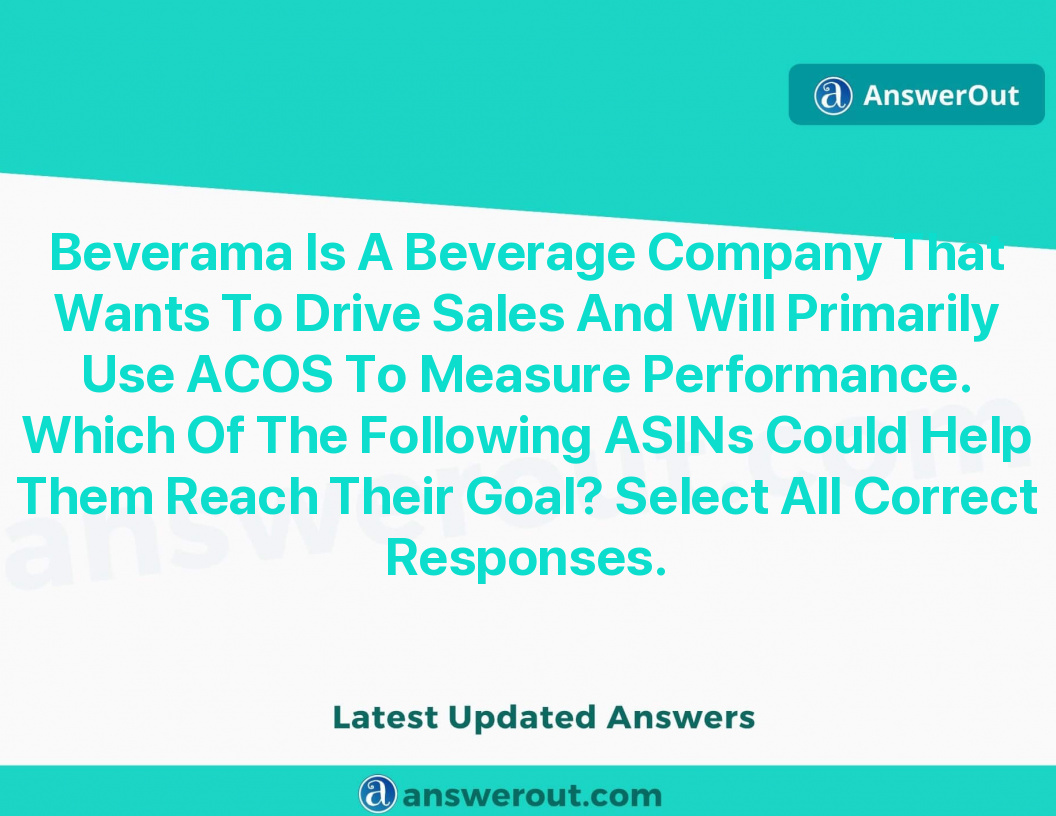 AnswerOut
Beverama Is A Beverage Company That
Wants To Drive Sales And Will Primarily
Use ACOS To Measure Performance.
Which Of The Following ASINs Could Help
Them Reach Their Goal? Select All Correct
Responses.
answerout.com
Latest Updated Answers
answerout.com